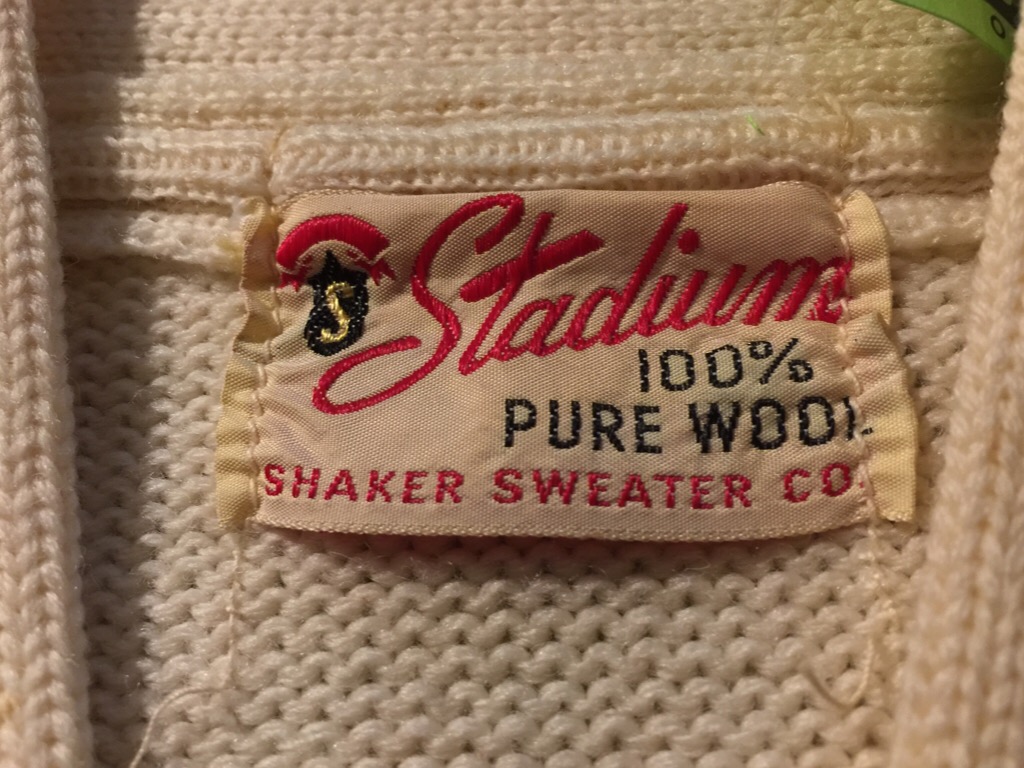 S
Stadium
100%
PURE WOOL
SHAKER SWEATER CO.